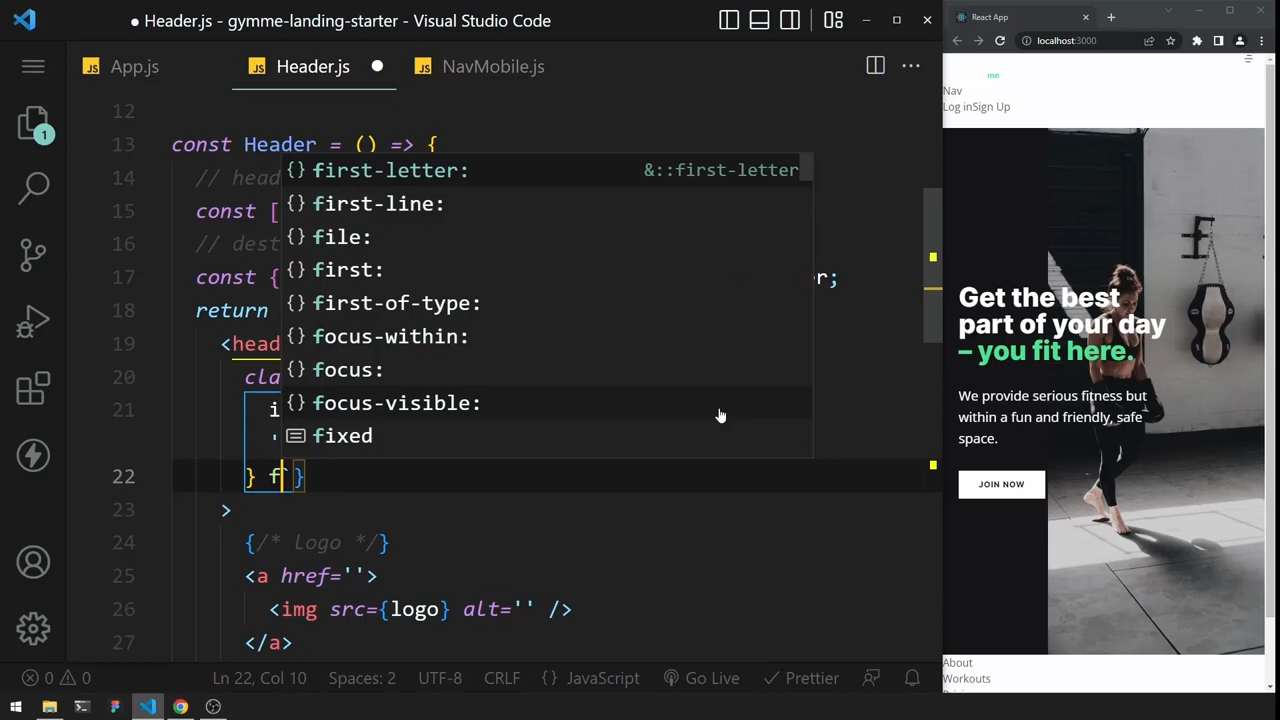 Header.js - gymme-landing-starter - Visual Studio Code
React App
localhost:3000
JS App.js
JS Header.js
JS NavMobile.js
1
12
13 const Header = () => {
14 // head
15 const [
16 // dest
17 const { r;
18 return
19 <head
20 cla
21 i
'
22 } f` }
23 >
24 {/* logo */}
25 <a href=''>
26 <img src={logo} alt='' />
27 </a>
{} first-letter: &::first-letter
{} first-line:
{} file:
{} first:
{} first-of-type:
{} focus-within:
{} focus:
{} focus-visible:
fixed
0 0 Ln 22, Col 10 Spaces: 2 UTF-8 CRLF {} JavaScript Go Live Prettier
me
Nav
Log inSign Up
Get the best
part of your day
– you fit here.
We provide serious fitness but
within a fun and friendly, safe
space.
JOIN NOW
About
Workouts